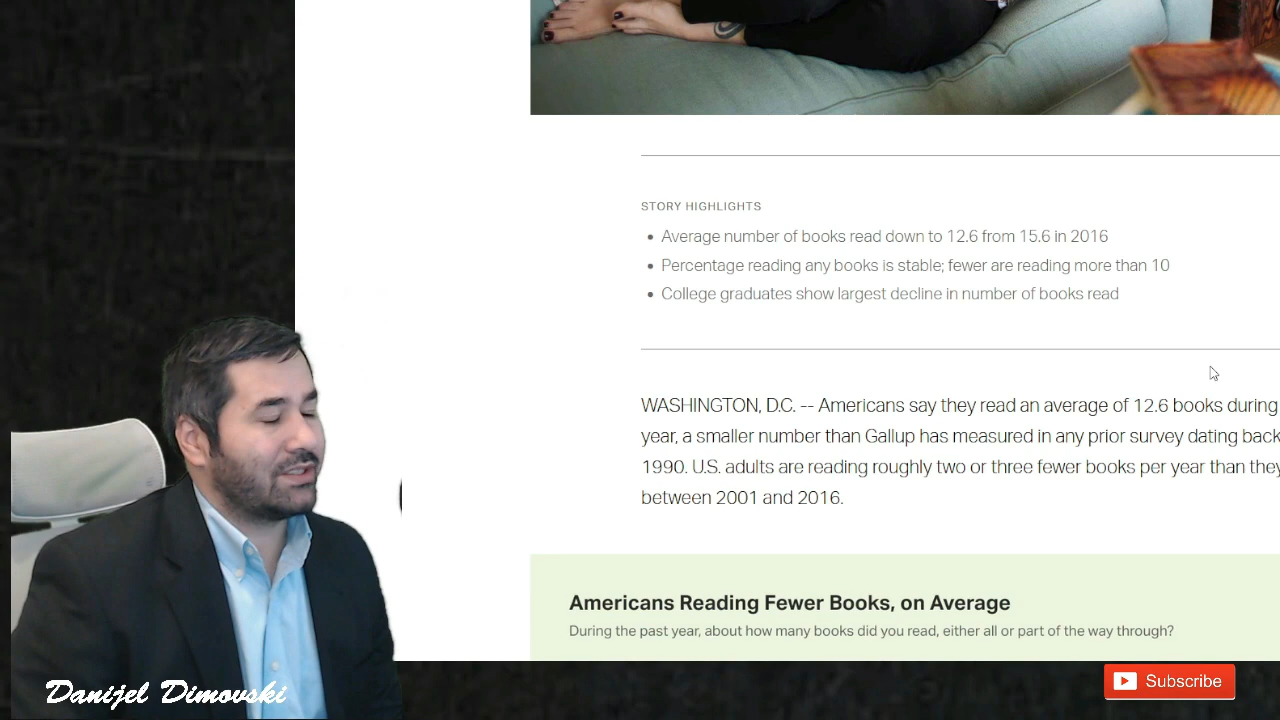 STORY HIGHLIGHTS
• Average number of books read down to 12.6 from 15.6 in 2016
• Percentage reading any books is stable; fewer are reading more than 10
• College graduates show largest decline in number of books read
WASHINGTON, D.C. -- Americans say they read an average of 12.6 books during
year, a smaller number than Gallup has measured in any prior survey dating back
1990. U.S. adults are reading roughly two or three fewer books per year than they
between 2001 and 2016.
Americans Reading Fewer Books, on Average
During the past year, about how many books did you read, either all or part of the way through?
Danijel Dimovski
Subscribe